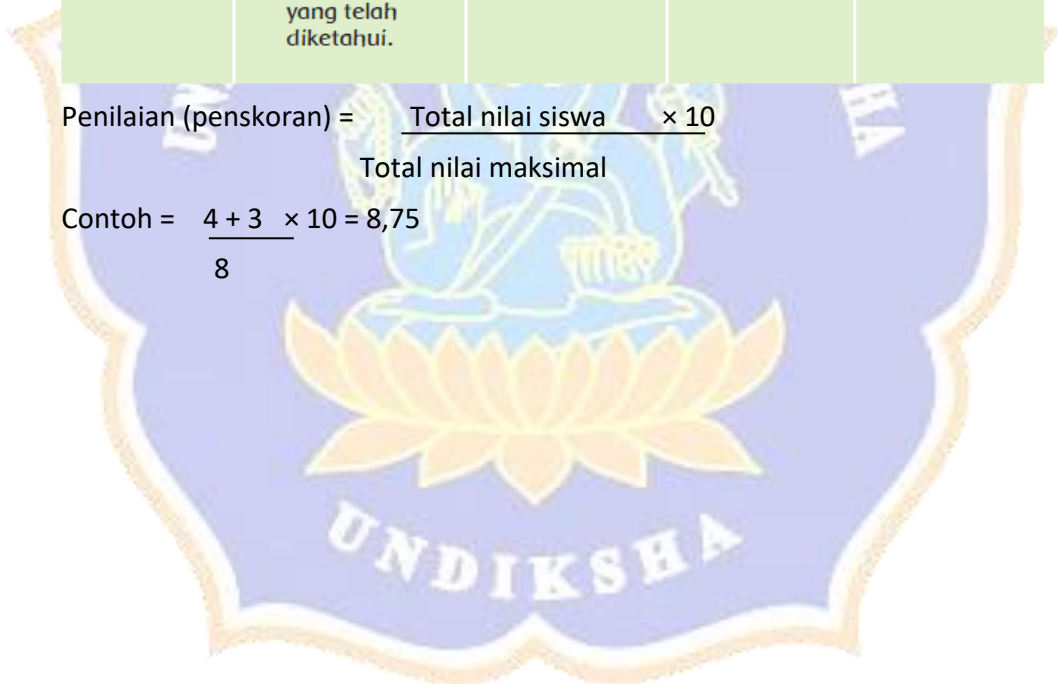 yang telah
diketahui.
Penilaian (penskoran) = Total nilai siswa × 10
Total nilai maksimal
Contoh = 4 + 3 × 10 = 8,75
8
UNDIKSHA